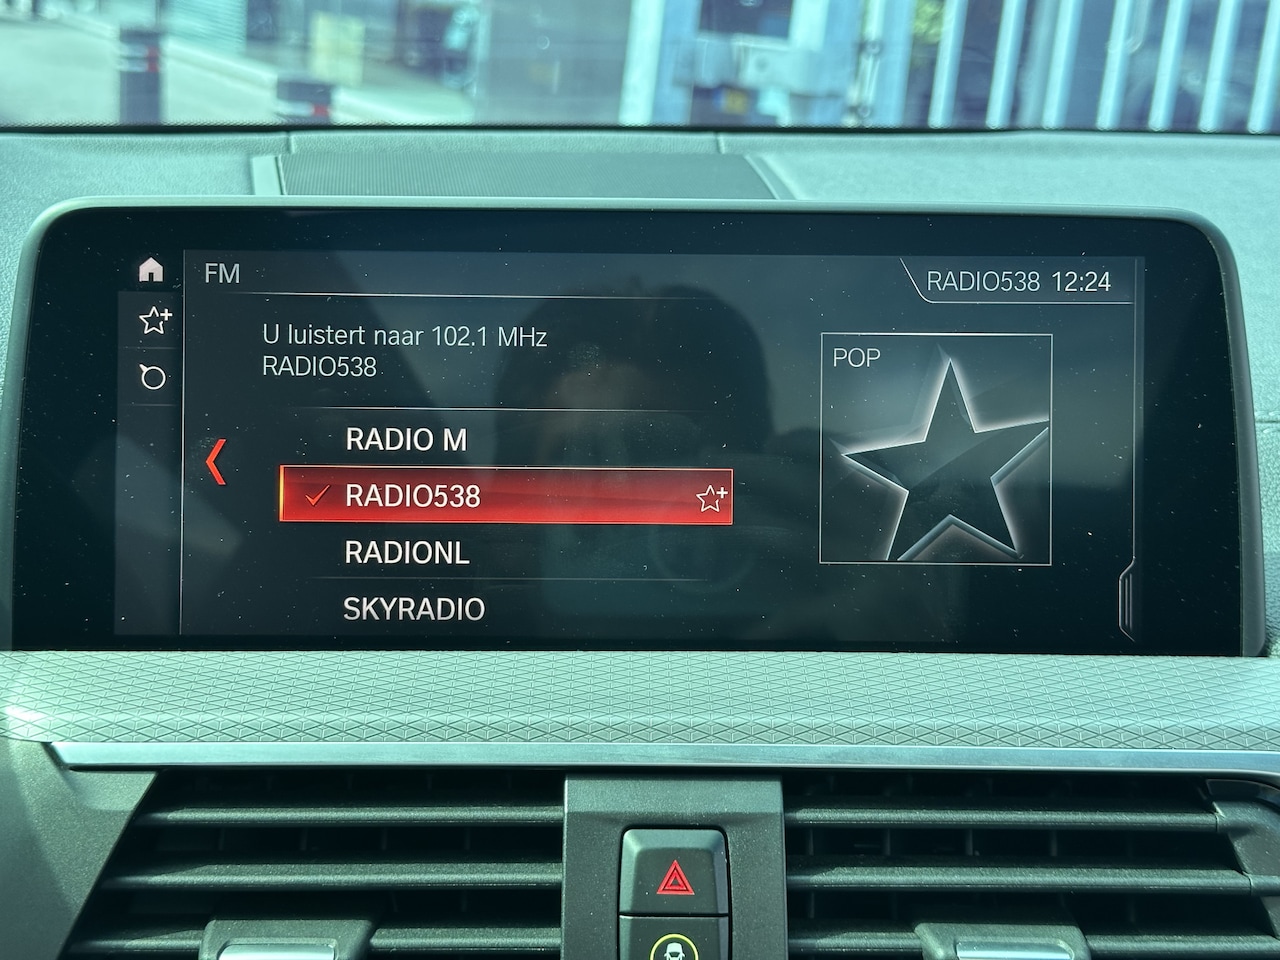 FM
RADIO538 12:24
U luistert naar 102.1 MHz
RADIO538
POP
RADIO M
RADIO538
RADIONL
SKYRADIO